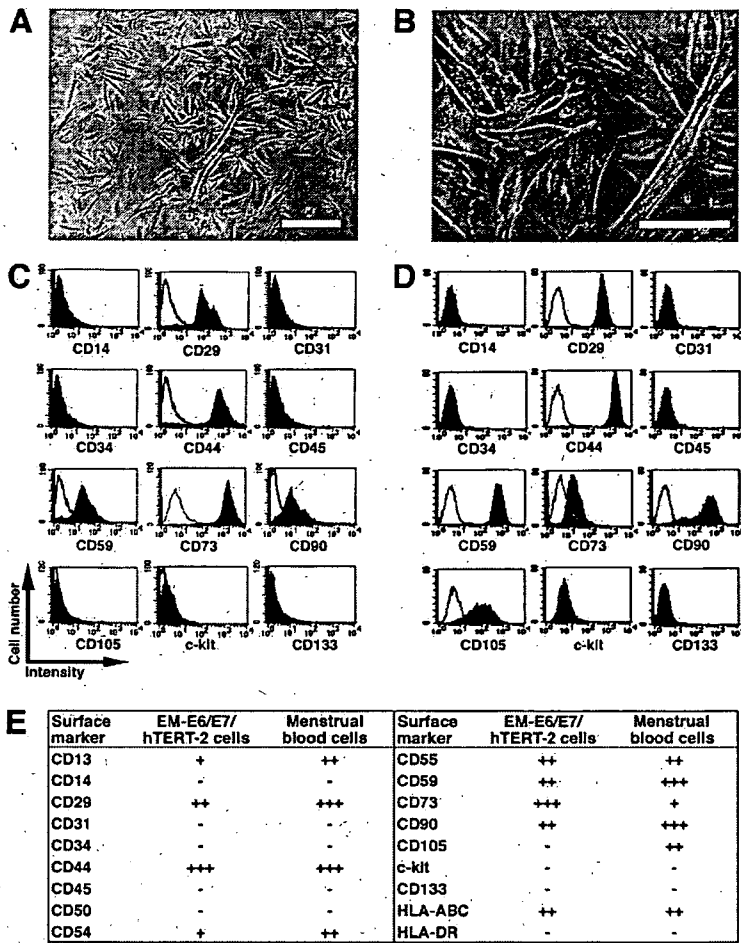 A
B
C
D
CD14 CD29 CD31
CD14 CD29 CD31
CD34 CD44 CD45
CD34 CD44 CD45
CD59 CD73 CD90
CD59 CD73 CD90
CD105 c-kit CD133
CD105 c-kit CD133
Cell number
Intensity
E
Surface marker EM-E6/E7/ hTERT-2 cells Menstrual blood cells Surface marker EM-E6/E7/ hTERT-2 cells Menstrual blood cells
CD13 + ++ CD55 ++ ++
CD14 - - CD59 ++ +++
CD29 ++ +++ CD73 +++ +
CD31 - - CD90 ++ +++
CD34 - - CD105 - ++
CD44 +++ +++ c-kit - -
CD45 - - CD133 - -
CD50 - - HLA-ABC ++ ++
CD54 + ++ HLA-DR - -